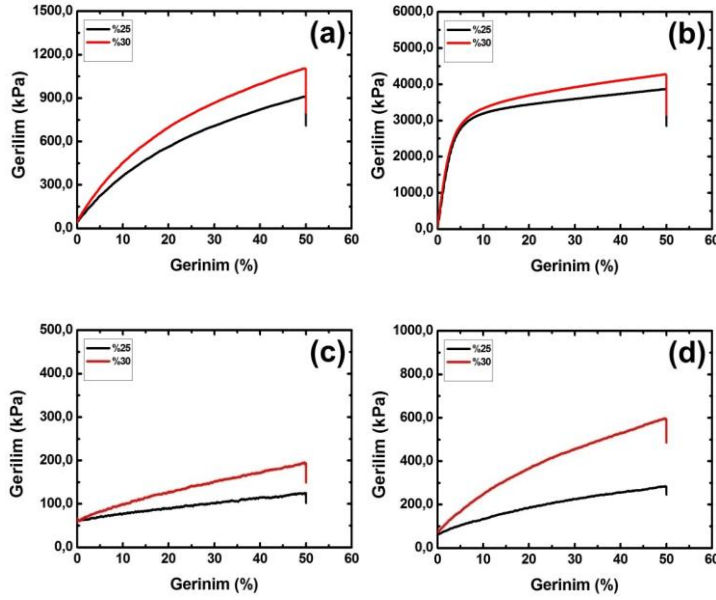 (a)
%25
%30
Gerilim (kPa)
1500,0
1200,0
900,0
600,0
300,0
0,0
0 10 20 30 40 50 60
Gerinim (%)
(b)
%25
%30
Gerilim (kPa)
6000,0
5000,0
4000,0
3000,0
2000,0
1000,0
0,0
0 10 20 30 40 50 60
Gerinim (%)
(c)
%25
%30
Gerilim (kPa)
500,0
400,0
300,0
200,0
100,0
0,0
0 10 20 30 40 50 60
Gerinim (%)
(d)
%25
%30
Gerilim (kPa)
1000,0
800,0
600,0
400,0
200,0
0,0
0 10 20 30 40 50 60
Gerinim (%)